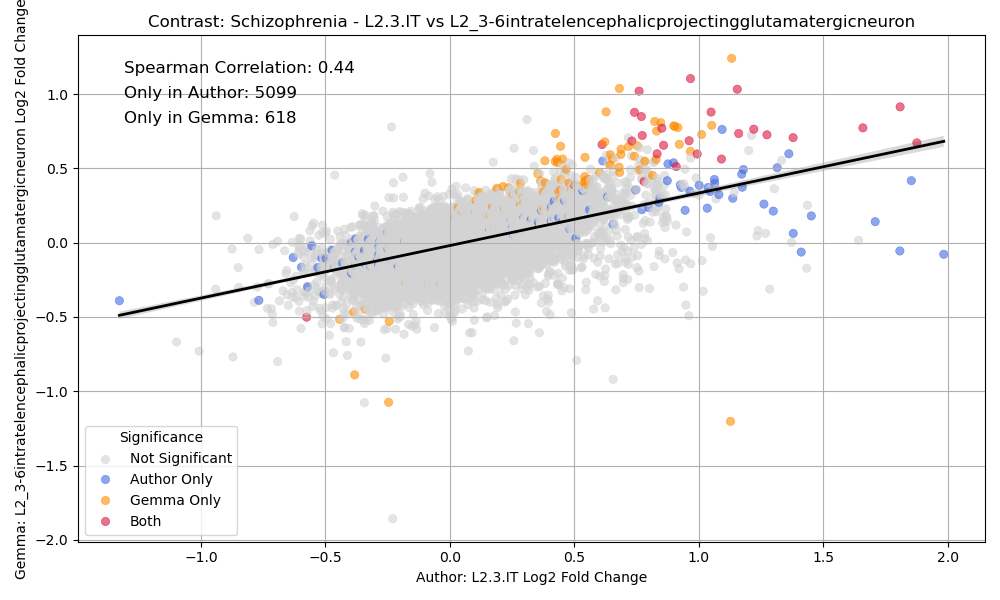 Contrast: Schizophrenia - L2.3.IT vs L2_3-6intratelencephalicprojectingglutamatergicneuron
Spearman Correlation: 0.44
Only in Author: 5099
Only in Gemma: 618
Gemma: L2_3-6intratelencephalicprojectingglutamatergicneuron Log2 Fold Change
1.0
0.5
0.0
−0.5
−1.0
−1.5
−2.0
Significance
Not Significant
Author Only
Gemma Only
Both
−1.0 −0.5 0.0 0.5 1.0 1.5 2.0
Author: L2.3.IT Log2 Fold Change